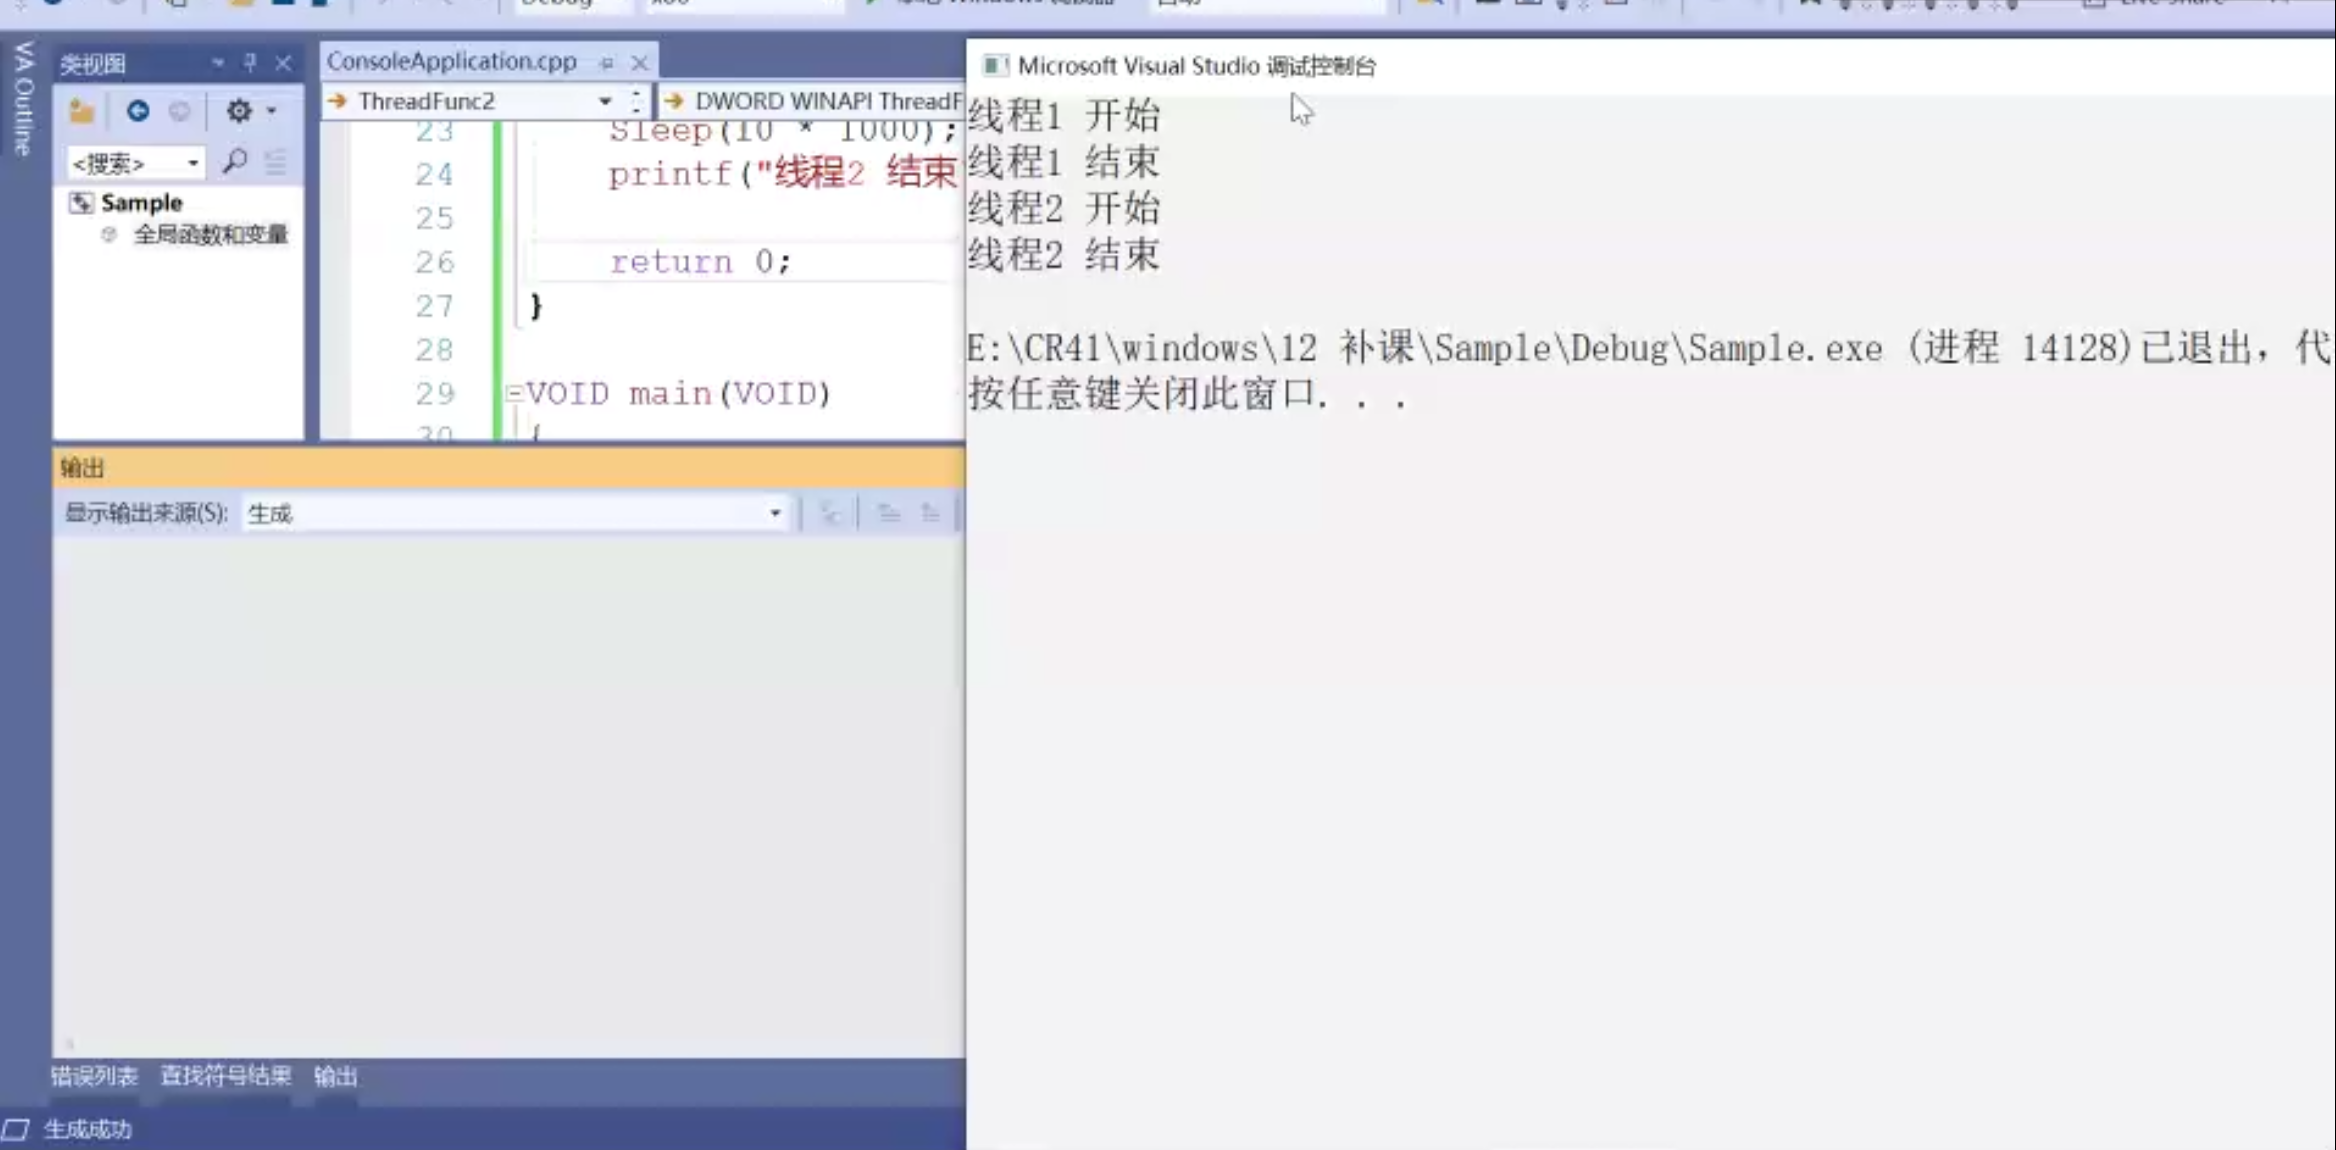 VA Outline
类视图
<搜索>
Sample
全局函数和变量
ConsoleApplication.cpp
ThreadFunc2
DWORD WINAPI ThreadF
23 Sleep(10 * 1000);
24 printf("线程2 结束
25
26 return 0;
27 }
28
29 VOID main(VOID)
30 {
输出
显示输出来源(S): 生成
错误列表 查找符号结果 输出
生成成功
Microsoft Visual Studio 调试控制台
线程1 开始
线程1 结束
线程2 开始
线程2 结束
E:\CR41\windows\12 补课\Sample\Debug\Sample.exe (进程 14128)已退出，代
按任意键关闭此窗口. . .